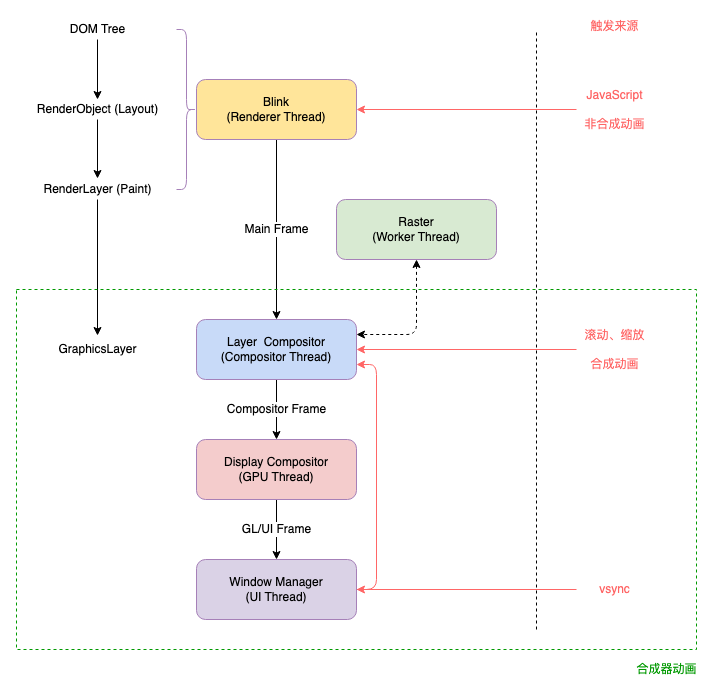 DOM Tree
触发来源
Blink
(Renderer Thread)
JavaScript
非合成动画
RenderObject (Layout)
RenderLayer (Paint)
Main Frame
Raster
(Worker Thread)
GraphicsLayer
Layer  Compositor
(Compositor Thread)
滚动、缩放
合成动画
Compositor Frame
Display Compositor
(GPU Thread)
GL/UI Frame
Window Manager
(UI Thread)
vsync
合成器动画